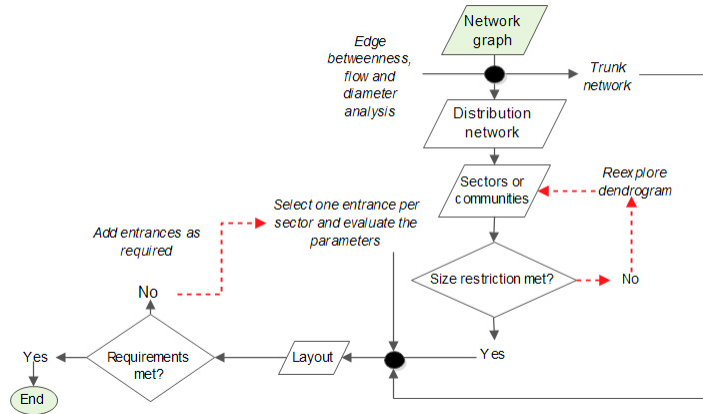 Network
graph
Edge
betweenness,
flow and
diameter
analysis
Trunk
network
Distribution
network
Sectors or
communities
Reexplore
dendrogram
Select one entrance per
sector and evaluate the
parameters
Add entrances as
required
Size restriction met?
No
No
Yes
Layout
Requirements
met?
Yes
End